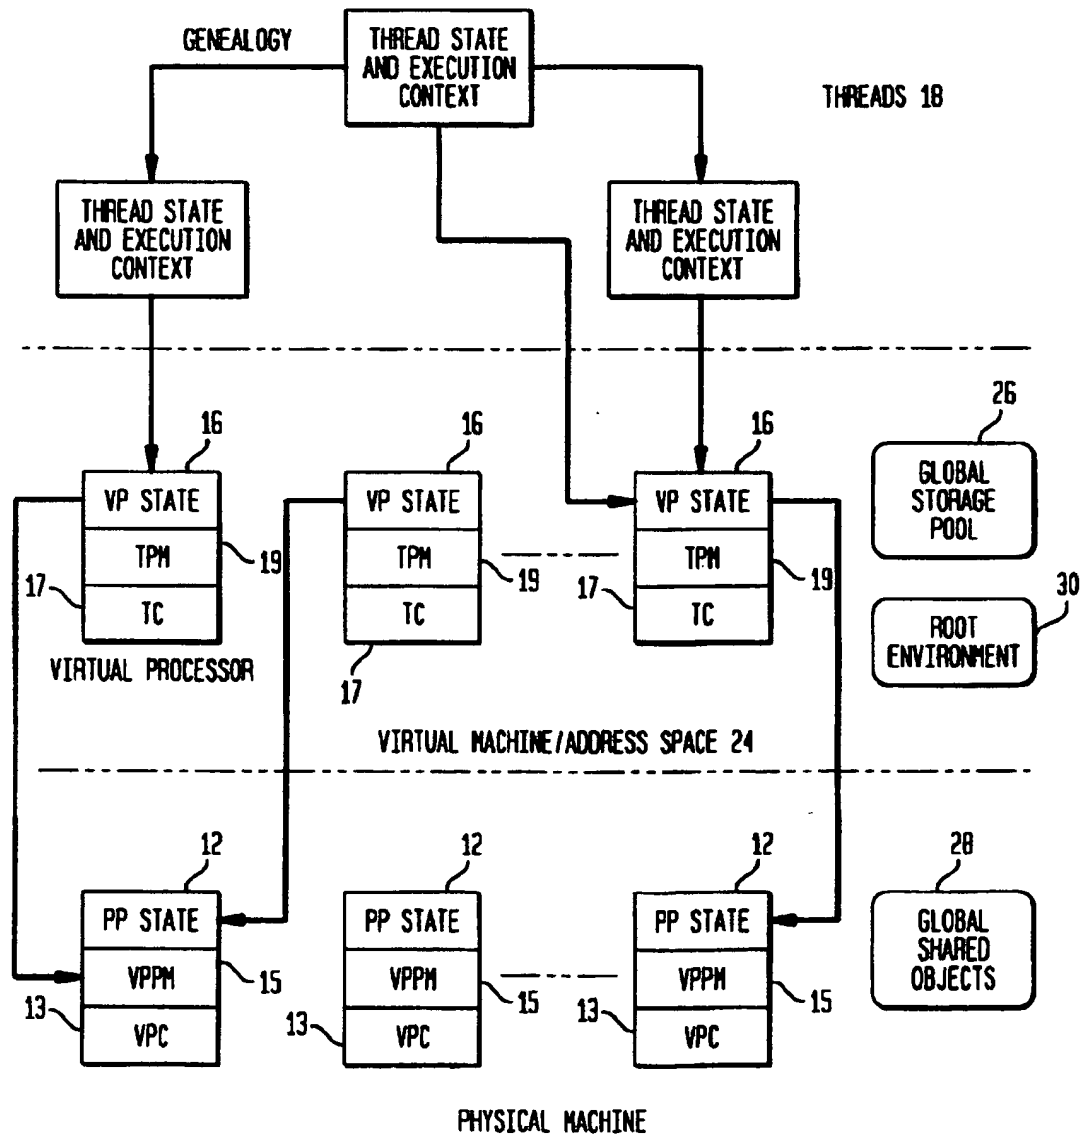 GENEALOGY
THREAD STATE
AND EXECUTION
CONTEXT
THREADS 18
THREAD STATE
AND EXECUTION
CONTEXT
THREAD STATE
AND EXECUTION
CONTEXT
16
16
16
26
VP STATE
TPM
TC
17
19
VP STATE
TPM
TC
19
17
VP STATE
TPM
TC
17
19
GLOBAL
STORAGE
POOL
30
ROOT
ENVIRONMENT
VIRTUAL PROCESSOR
VIRTUAL MACHINE/ADDRESS SPACE 24
12
12
12
28
PP STATE
VPPM
VPC
13
15
PP STATE
VPPM
VPC
13
15
PP STATE
VPPM
VPC
13
15
GLOBAL
SHARED
OBJECTS
PHYSICAL MACHINE